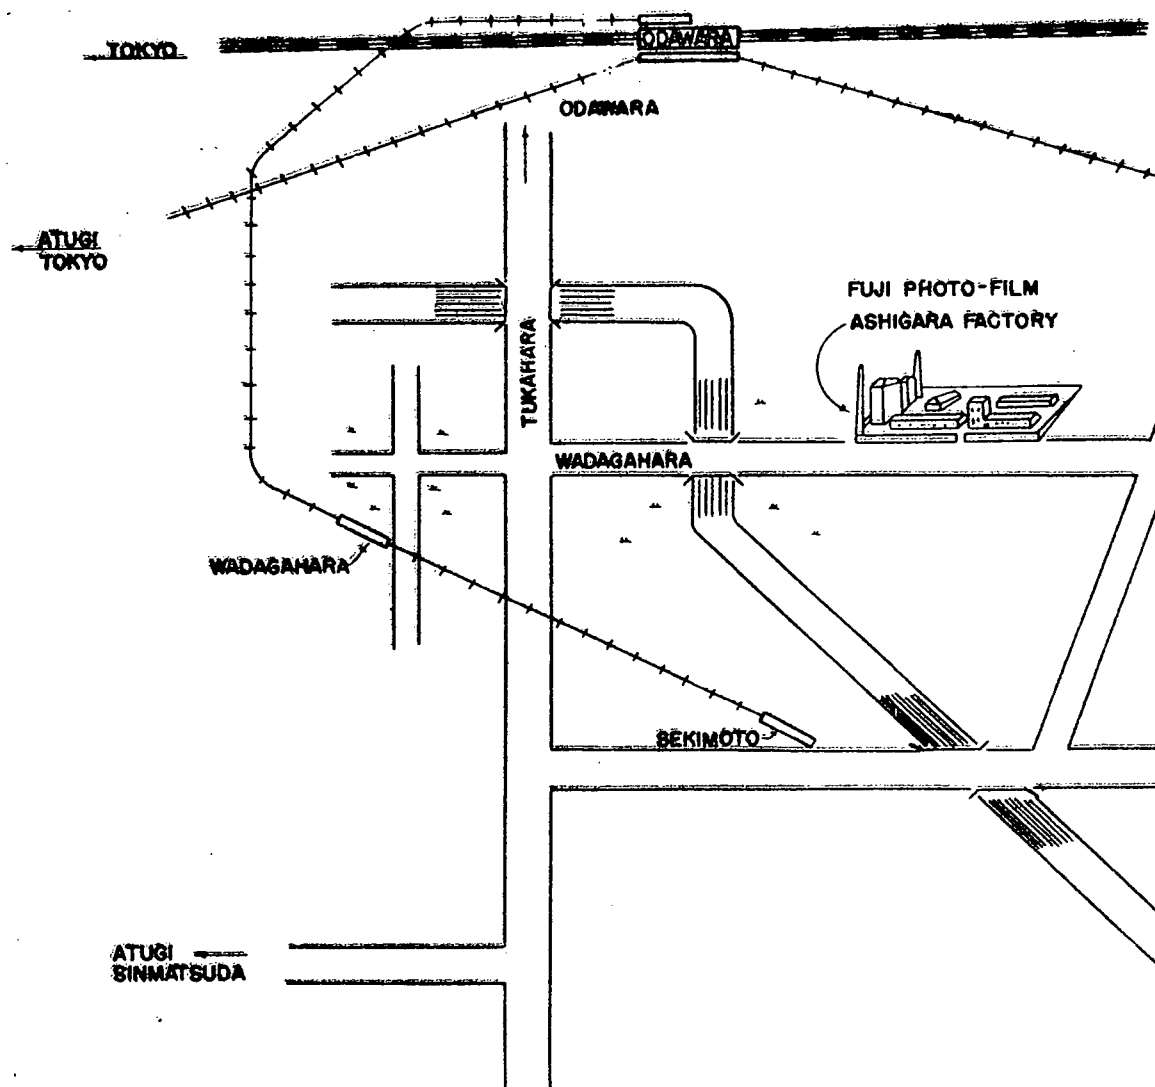 TOKYO
ODAWARA
ODAWARA
ATUGI
TOKYO
FUJI PHOTO-FILM
ASHIGARA FACTORY
TUKAHARA
WADAGAHARA
WADAGAHARA
SEKIMOTO
ATUGI
SINMATSUDA